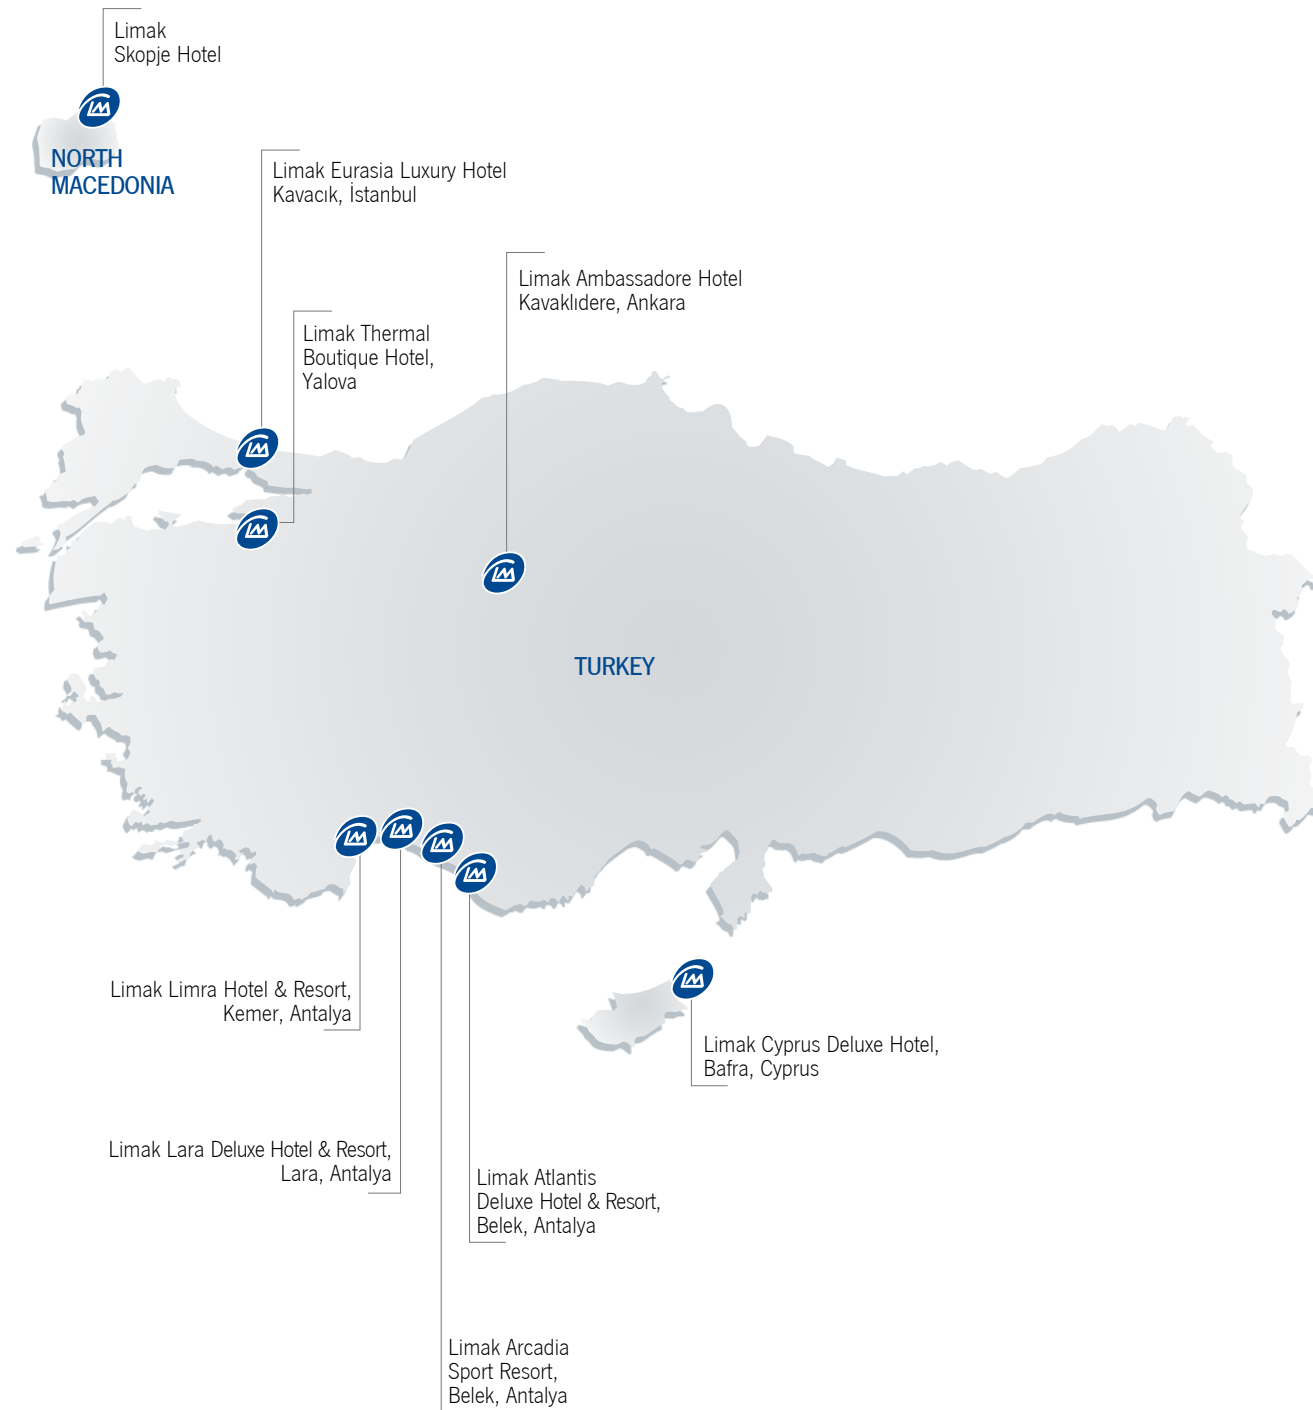 Limak
Skopje Hotel
NORTH
MACEDONIA
Limak Eurasia Luxury Hotel
Kavacık, İstanbul
Limak Ambassadore Hotel
Kavaklıdere, Ankara
Limak Thermal
Boutique Hotel,
Yalova
TURKEY
Limak Limra Hotel & Resort,
Kemer, Antalya
Limak Cyprus Deluxe Hotel,
Bafra, Cyprus
Limak Lara Deluxe Hotel & Resort,
Lara, Antalya
Limak Atlantis
Deluxe Hotel & Resort,
Belek, Antalya
Limak Arcadia
Sport Resort,
Belek, Antalya